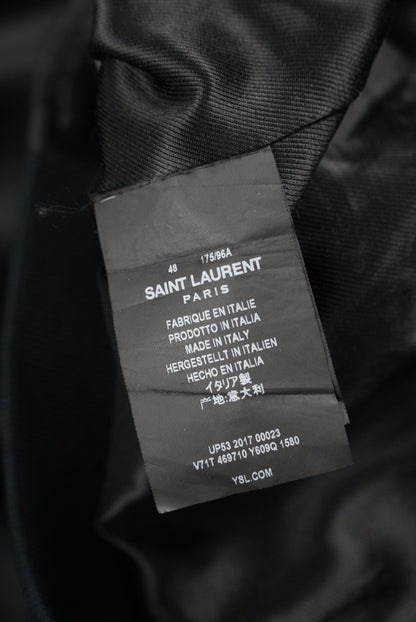 48 175/96A
SAINT LAURENT
PARIS
FABRIQUE EN ITALIE
PRODOTTO IN ITALIA
MADE IN ITALY
HERGESTELLT IN ITALIEN
HECHO EN ITALIA
イタリア製
产地:意大利
UP53 2017 00023
V71T 469710 Y609Q 1580
YSL.COM